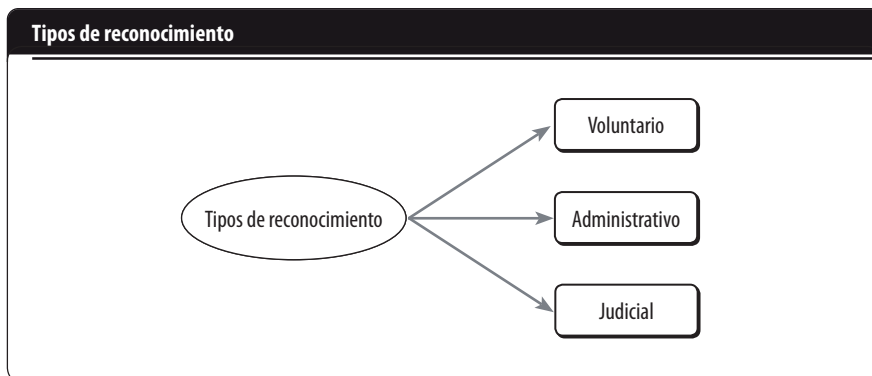 Tipos de reconocimiento
Voluntario
Tipos de reconocimiento
Administrativo
Judicial